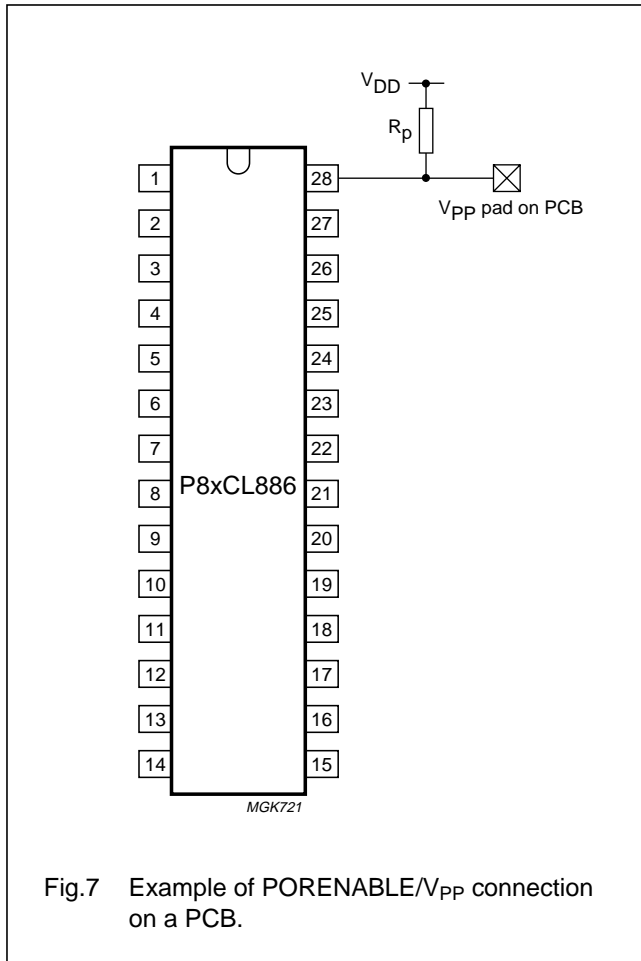 VDD
Rp
VPP pad on PCB
1 28
2 27
3 26
4 25
5 24
6 23
7 22
8 21
P8xCL886
9 20
10 19
11 18
12 17
13 16
14 15
MGK721
Fig.7 Example of PORENABLE/VPP connection
on a PCB.